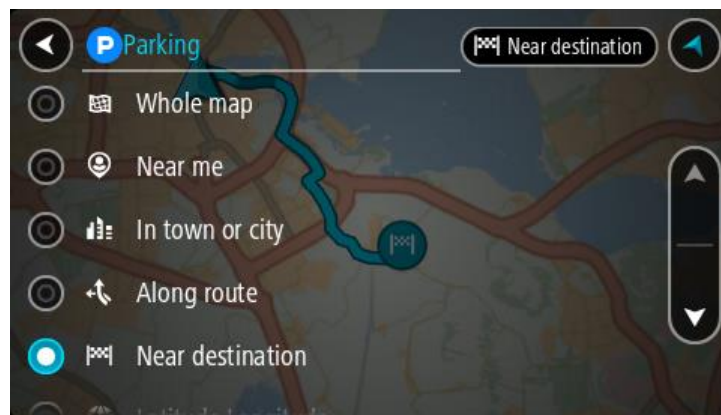 P Parking
Near destination
Whole map
Near me
In town or city
Along route
Near destination